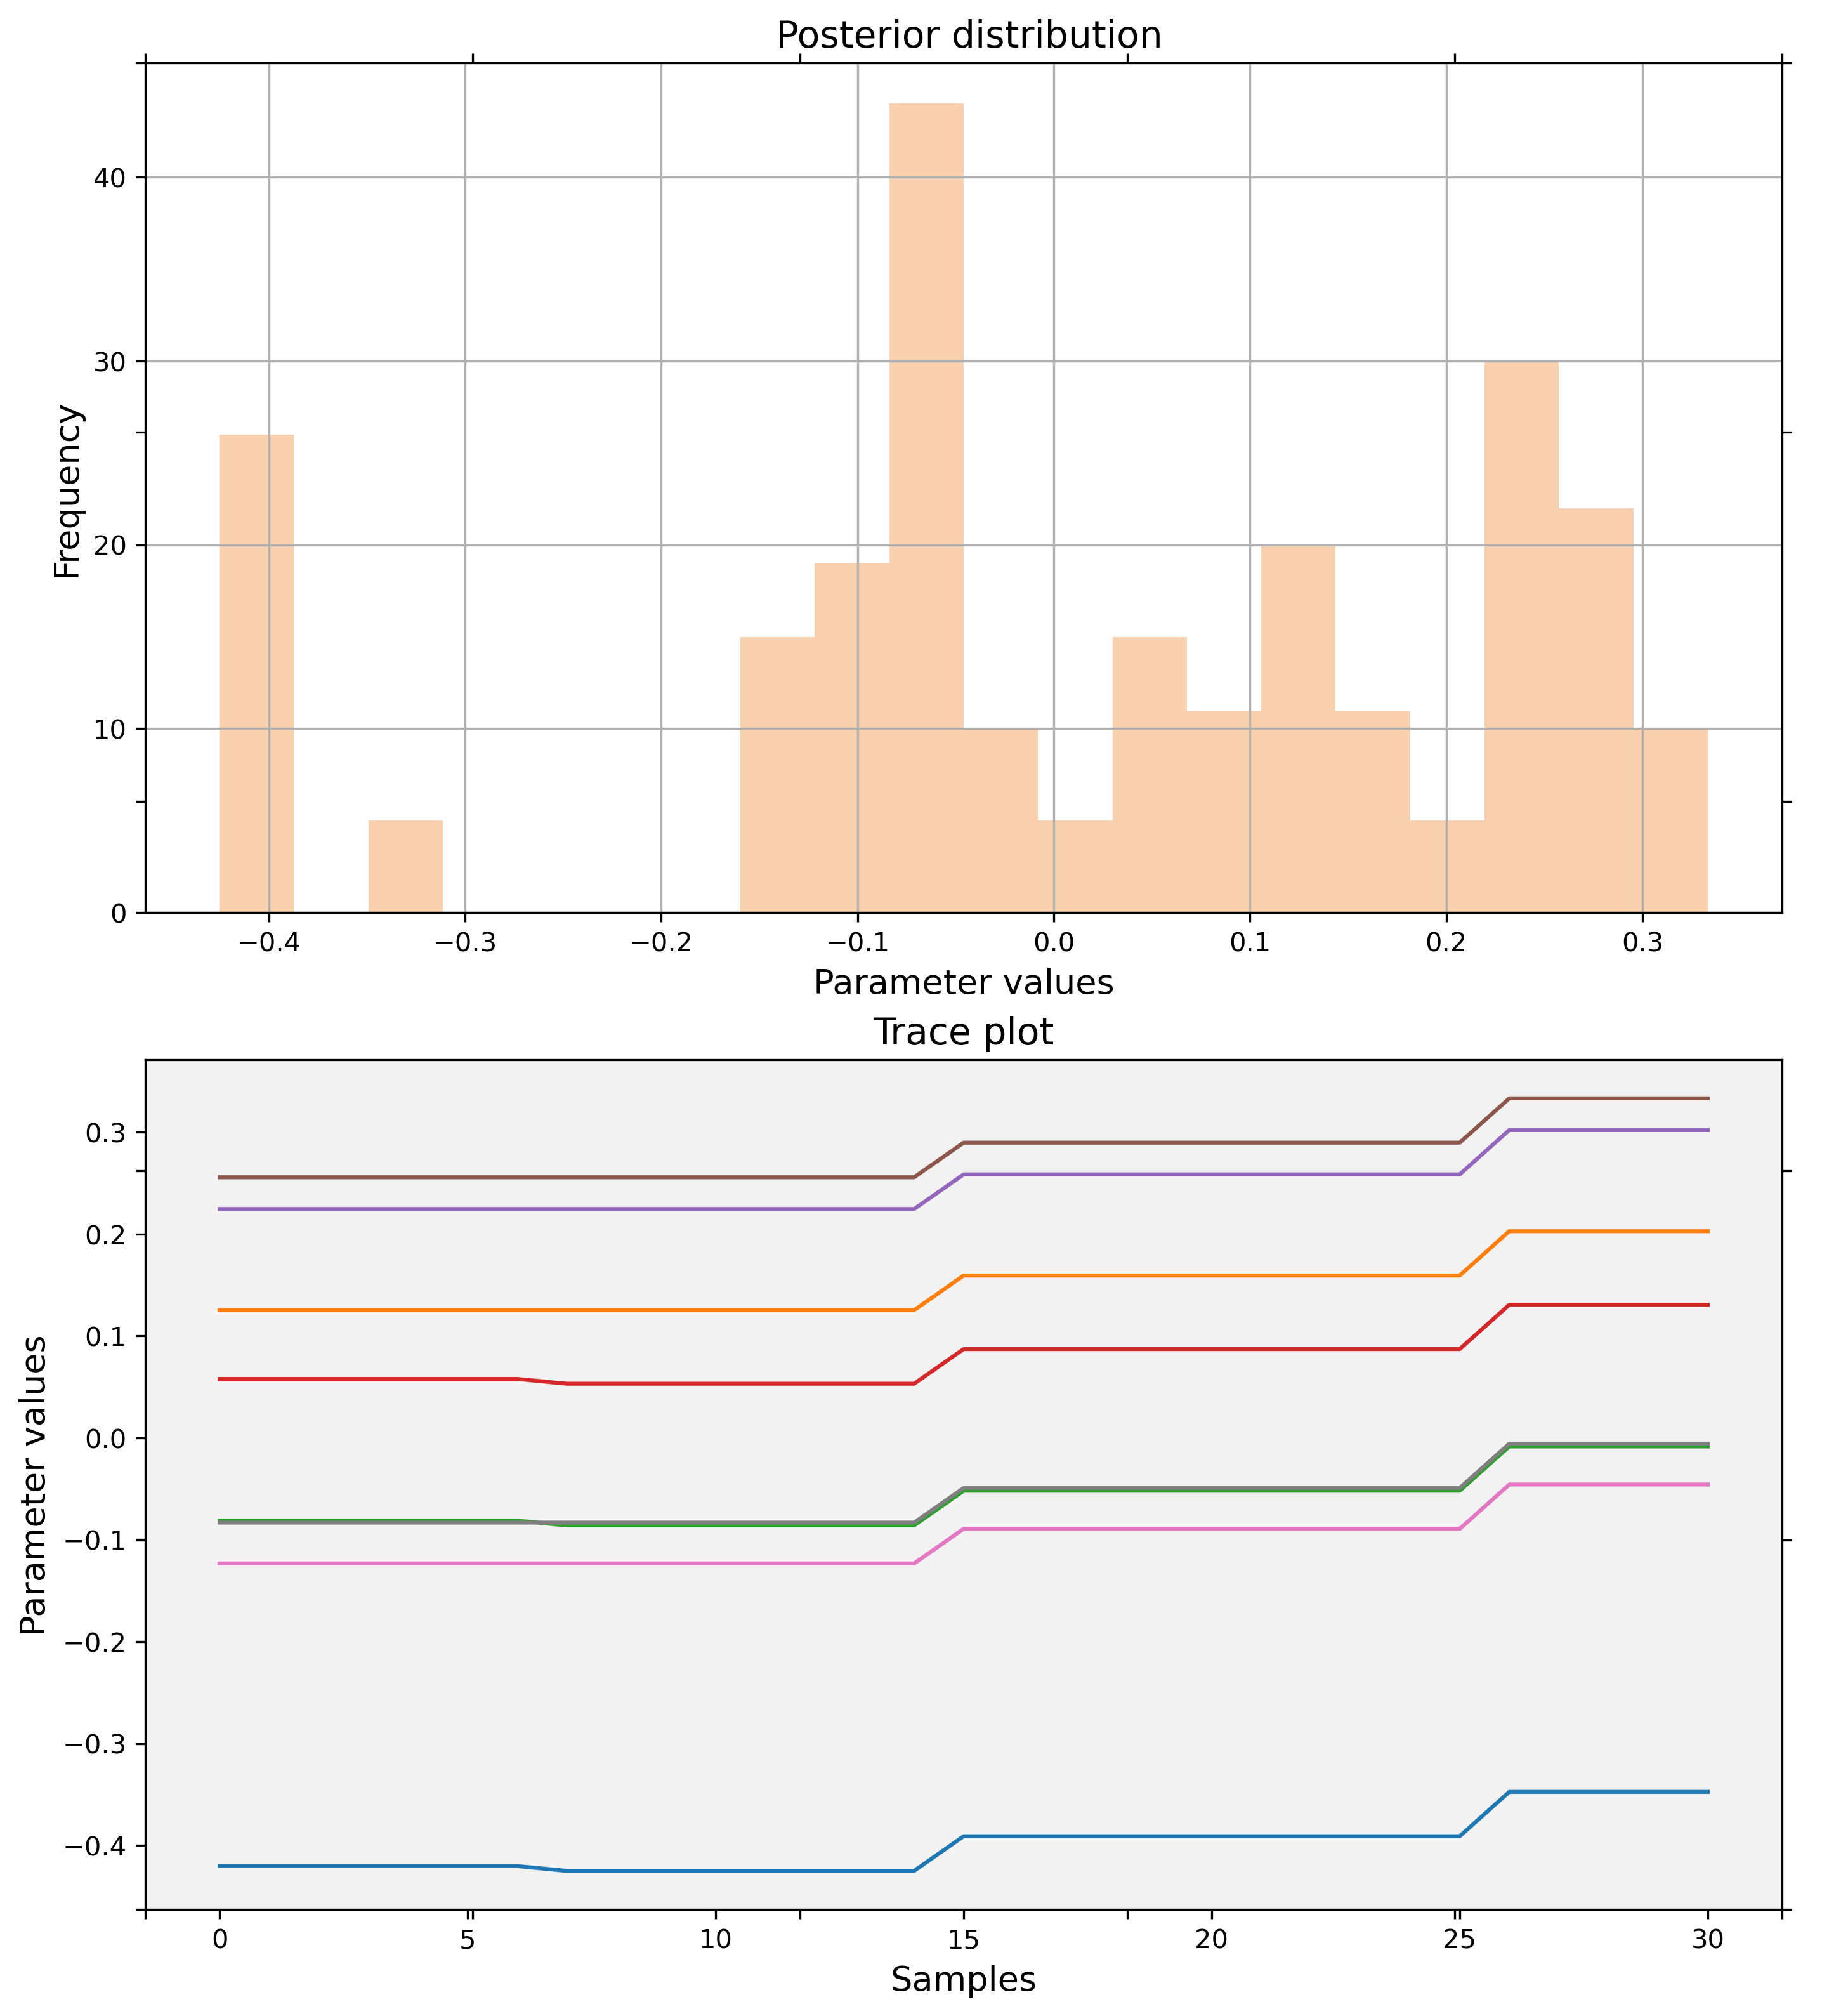 Posterior distribution
40
30
20
10
0
Frequency
−0.4 −0.3 −0.2 −0.1 0.0 0.1 0.2 0.3
Parameter values
Trace plot
0.3
0.2
0.1
0.0
−0.1
−0.2
−0.3
−0.4
Parameter values
0 5 10 15 20 25 30
Samples